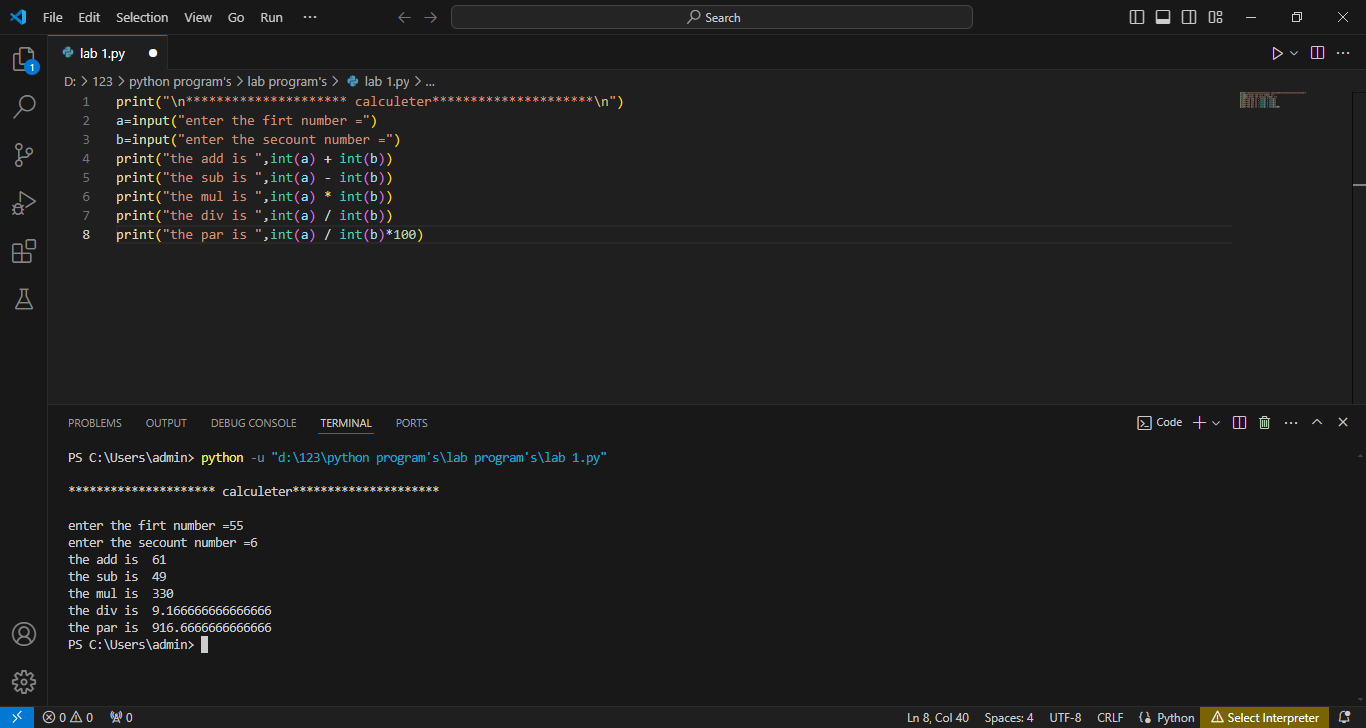 File Edit Selection View Go Run ··· Search
1
lab 1.py
D: > 123 > python program's > lab program's > lab 1.py > ...
1 print("\n********************* calculeter*********************\n")
2 a=input("enter the firt number =")
3 b=input("enter the secount number =")
4 print("the add is ",int(a) + int(b))
5 print("the sub is ",int(a) - int(b))
6 print("the mul is ",int(a) * int(b))
7 print("the div is ",int(a) / int(b))
8 print("the par is ",int(a) / int(b)*100)
PROBLEMS OUTPUT DEBUG CONSOLE TERMINAL PORTS Code
PS C:\Users\admin> python -u "d:\123\python program's\lab program's\lab 1.py"
********************* calculeter*********************
enter the firt number =55
enter the secount number =6
the add is  61
the sub is  49
the mul is  330
the div is  9.166666666666666
the par is  916.6666666666666
PS C:\Users\admin>
0 0 0 Ln 8, Col 40 Spaces: 4 UTF-8 CRLF Python Select Interpreter